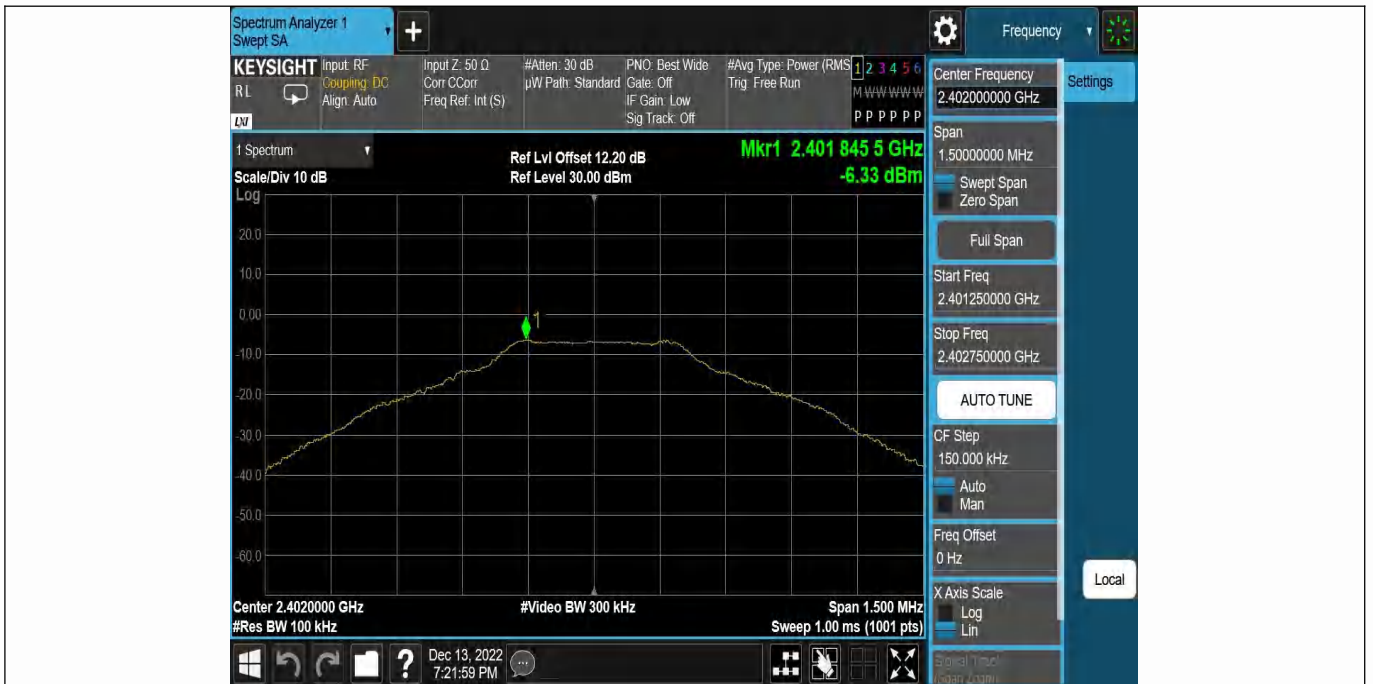 Spectrum Analyzer 1
Swept SA
+
Frequency
KEYSIGHT
RL
LXI
Input: RF
Coupling: DC
Align: Auto
Input Z: 50 Ω
Corr CCorr
Freq Ref: Int (S)
#Atten: 30 dB
µW Path: Standard
PNO: Best Wide
Gate: Off
IF Gain: Low
Sig Track: Off
#Avg Type: Power (RMS
Trig: Free Run
1 2 3 4 5 6
M W W W W W
P P P P P P
1 Spectrum
Scale/Div 10 dB
Ref Lvl Offset 12.20 dB
Ref Level 30.00 dBm
Mkr1 2.401 845 5 GHz
-6.33 dBm
Log
20.0
10.0
0.00
-10.0
-20.0
-30.0
-40.0
-50.0
-60.0
1
Center 2.4020000 GHz
#Res BW 100 kHz
#Video BW 300 kHz
Span 1.500 MHz
Sweep 1.00 ms (1001 pts)
Center Frequency
2.402000000 GHz
Settings
Span
1.50000000 MHz
Swept Span
Zero Span
Full Span
Start Freq
2.401250000 GHz
Stop Freq
2.402750000 GHz
AUTO TUNE
CF Step
150.000 kHz
Auto
Man
Freq Offset
0 Hz
X Axis Scale
Log
Lin
Signal Track
(Span Zoom)
Local
?
Dec 13, 2022
7:21:59 PM